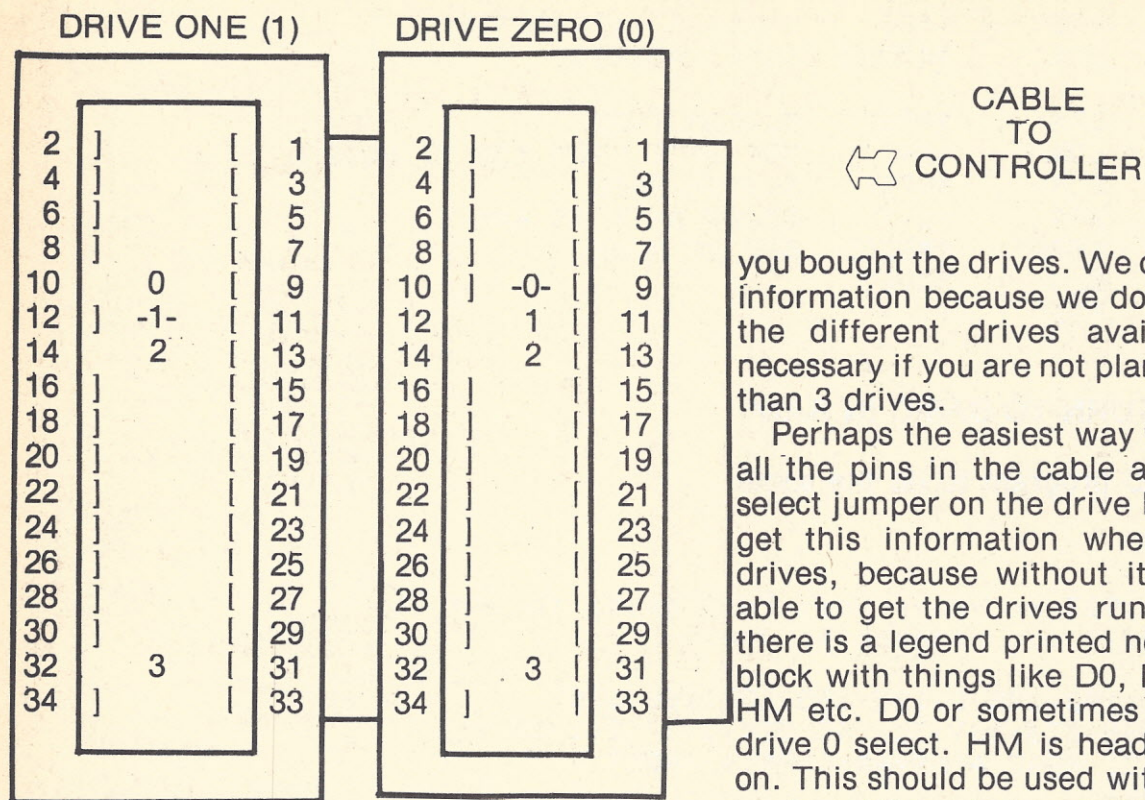 DRIVE ONE (1)
2 ] [ 1
4 ] [ 3
6 ] [ 5
8 ] [ 7
10 0 [ 9
12 ] -1- [ 11
14 2 [ 13
16 ] [ 15
18 ] [ 17
20 ] [ 19
22 ] [ 21
24 ] [ 23
26 ] [ 25
28 ] [ 27
30 ] [ 29
32 3 [ 31
34 ] [ 33
DRIVE ZERO (0)
2 ] [ 1
4 ] [ 3
6 ] [ 5
8 ] [ 7
10 ] -0- [ 9
12 1 [ 11
14 2 [ 13
16 ] [ 15
18 ] [ 17
20 ] [ 19
22 ] [ 21
24 ] [ 23
26 ] [ 25
28 ] [ 27
30 ] [ 29
32 3 [ 31
34 ] [ 33
CABLE
TO
CONTROLLER
you bought the drives. We
information because we do
the different drives avai
necessary if you are not plan
than 3 drives.
Perhaps the easiest way
all the pins in the cable a
select jumper on the drive
get this information whe
drives, because without it
able to get the drives run
there is a legend printed ne
block with things like D0,
HM etc. D0 or sometimes
drive 0 select. HM is head
on. This should be used wit